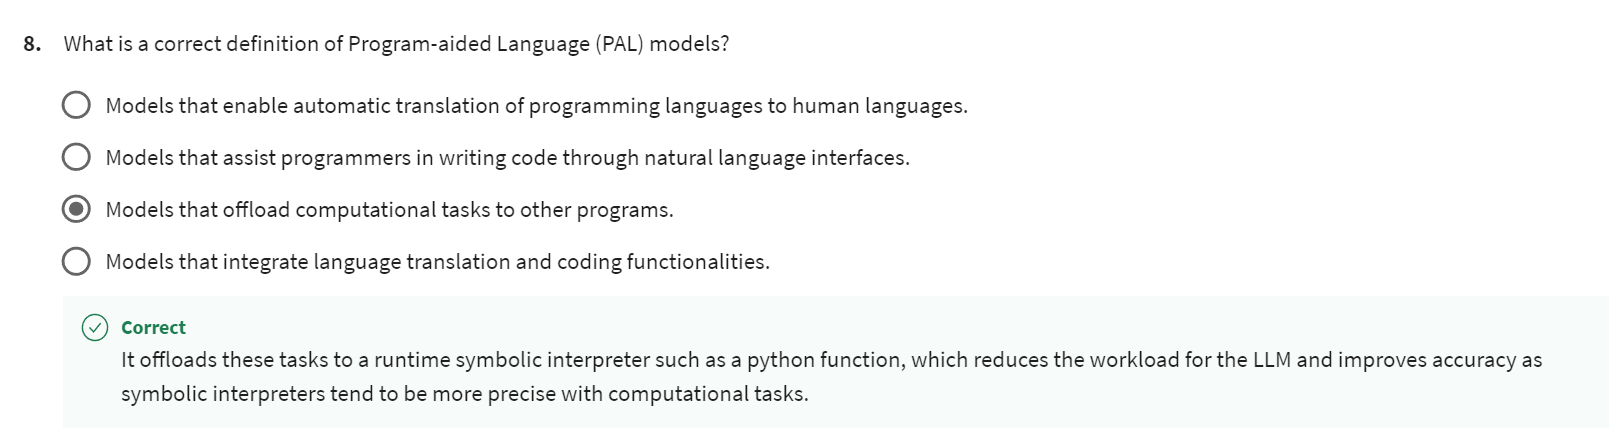 8. What is a correct definition of Program-aided Language (PAL) models?
Models that enable automatic translation of programming languages to human languages.
Models that assist programmers in writing code through natural language interfaces.
Models that offload computational tasks to other programs.
Models that integrate language translation and coding functionalities.
Correct
It offloads these tasks to a runtime symbolic interpreter such as a python function, which reduces the workload for the LLM and improves accuracy as
symbolic interpreters tend to be more precise with computational tasks.